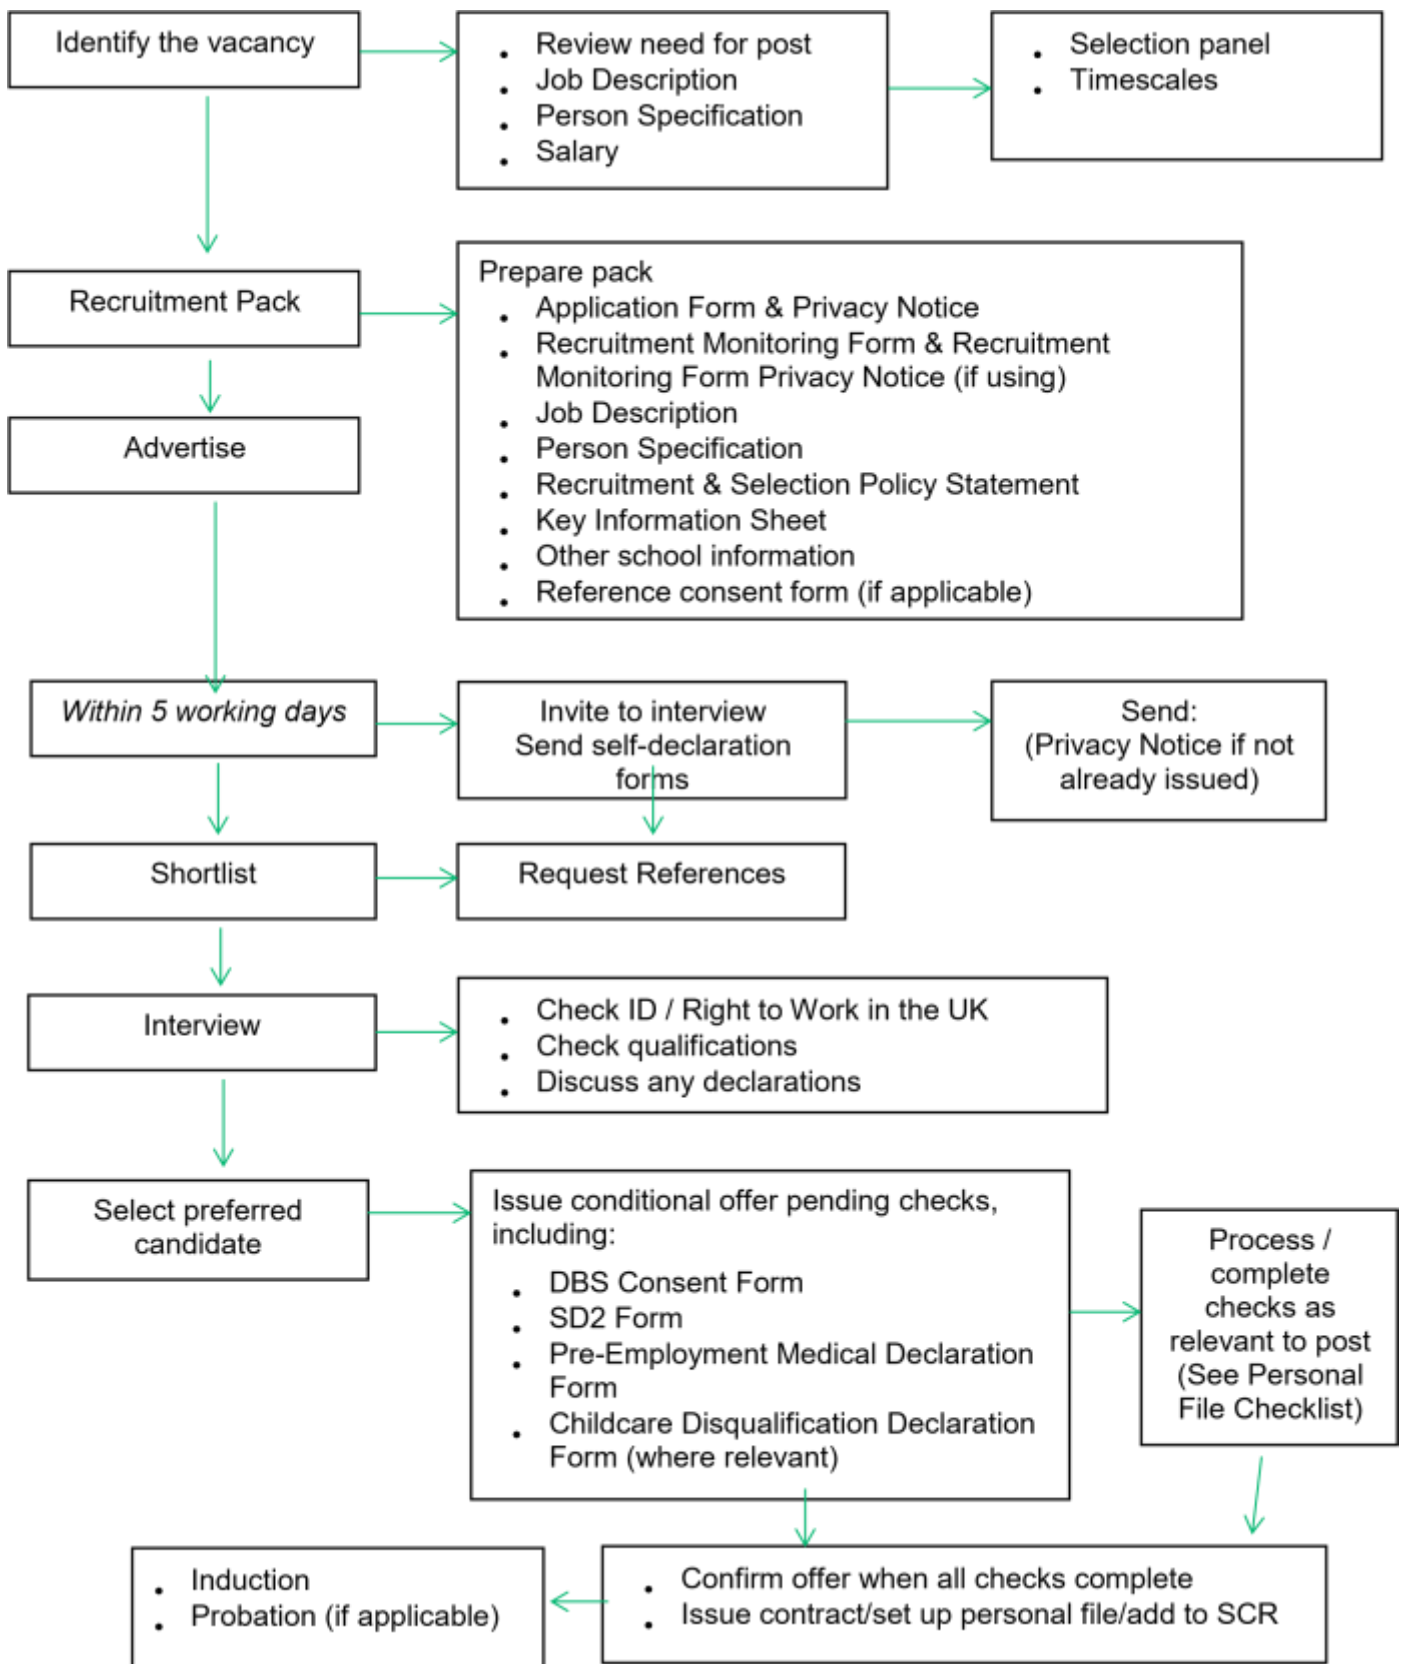 Identify the vacancy
• Review need for post
• Job Description
• Person Specification
• Salary
• Selection panel
• Timescales
Recruitment Pack
Prepare pack
• Application Form & Privacy Notice
• Recruitment Monitoring Form & Recruitment
Monitoring Form Privacy Notice (if using)
• Job Description
• Person Specification
• Recruitment & Selection Policy Statement
• Key Information Sheet
• Other school information
• Reference consent form (if applicable)
Advertise
Within 5 working days
Invite to interview
Send self-declaration
forms
Send:
(Privacy Notice if not
already issued)
Shortlist
Request References
Interview
• Check ID / Right to Work in the UK
• Check qualifications
• Discuss any declarations
Select preferred
candidate
Issue conditional offer pending checks,
including:
• DBS Consent Form
• SD2 Form
• Pre-Employment Medical Declaration
Form
• Childcare Disqualification Declaration
Form (where relevant)
Process /
complete
checks as
relevant to post
(See Personal
File Checklist)
• Confirm offer when all checks complete
• Issue contract/set up personal file/add to SCR
• Induction
• Probation (if applicable)